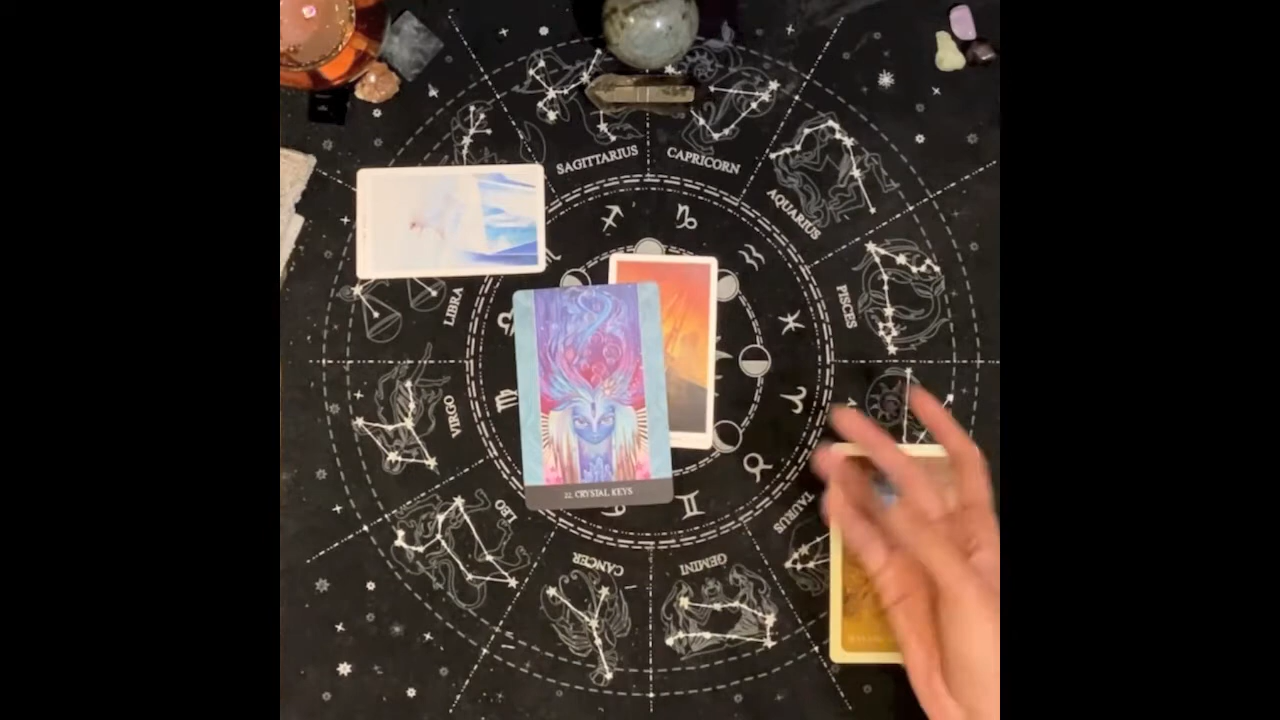 SAGITTARIUS
CAPRICORN
AQUARIUS
PISCES
LIBRA
VIRGO
LEO
CANCER
GEMINI
TAURUS
22. CRYSTAL KEYS